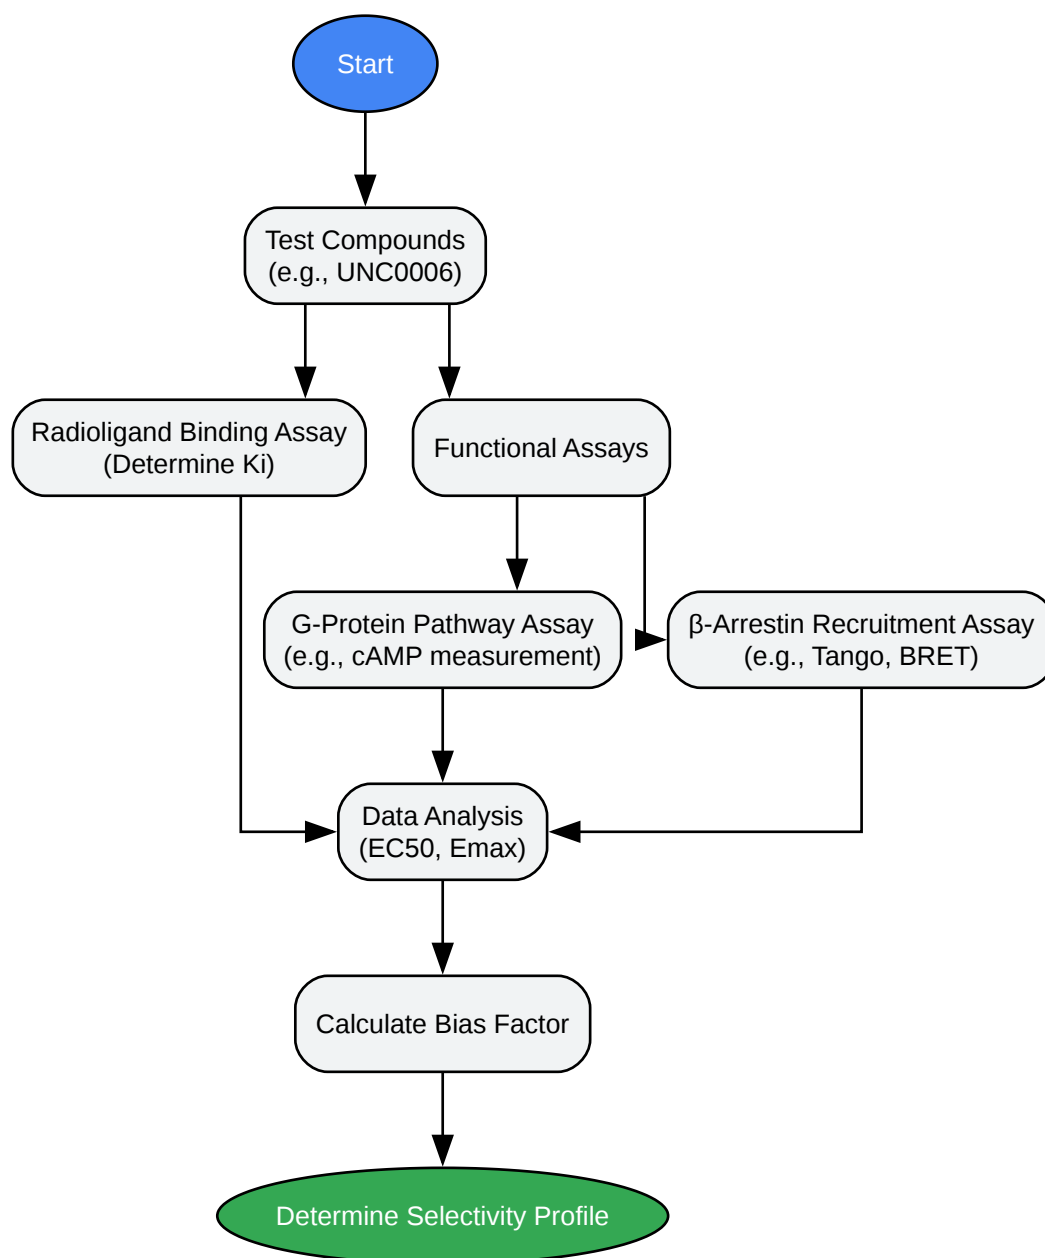 Start
Test Compounds
(e.g., UNC0006)
Radioligand Binding Assay
(Determine Ki)
Functional Assays
G-Protein Pathway Assay
(e.g., cAMP measurement)
β-Arrestin Recruitment Assay
(e.g., Tango, BRET)
Data Analysis
(EC50, Emax)
Calculate Bias Factor
Determine Selectivity Profile